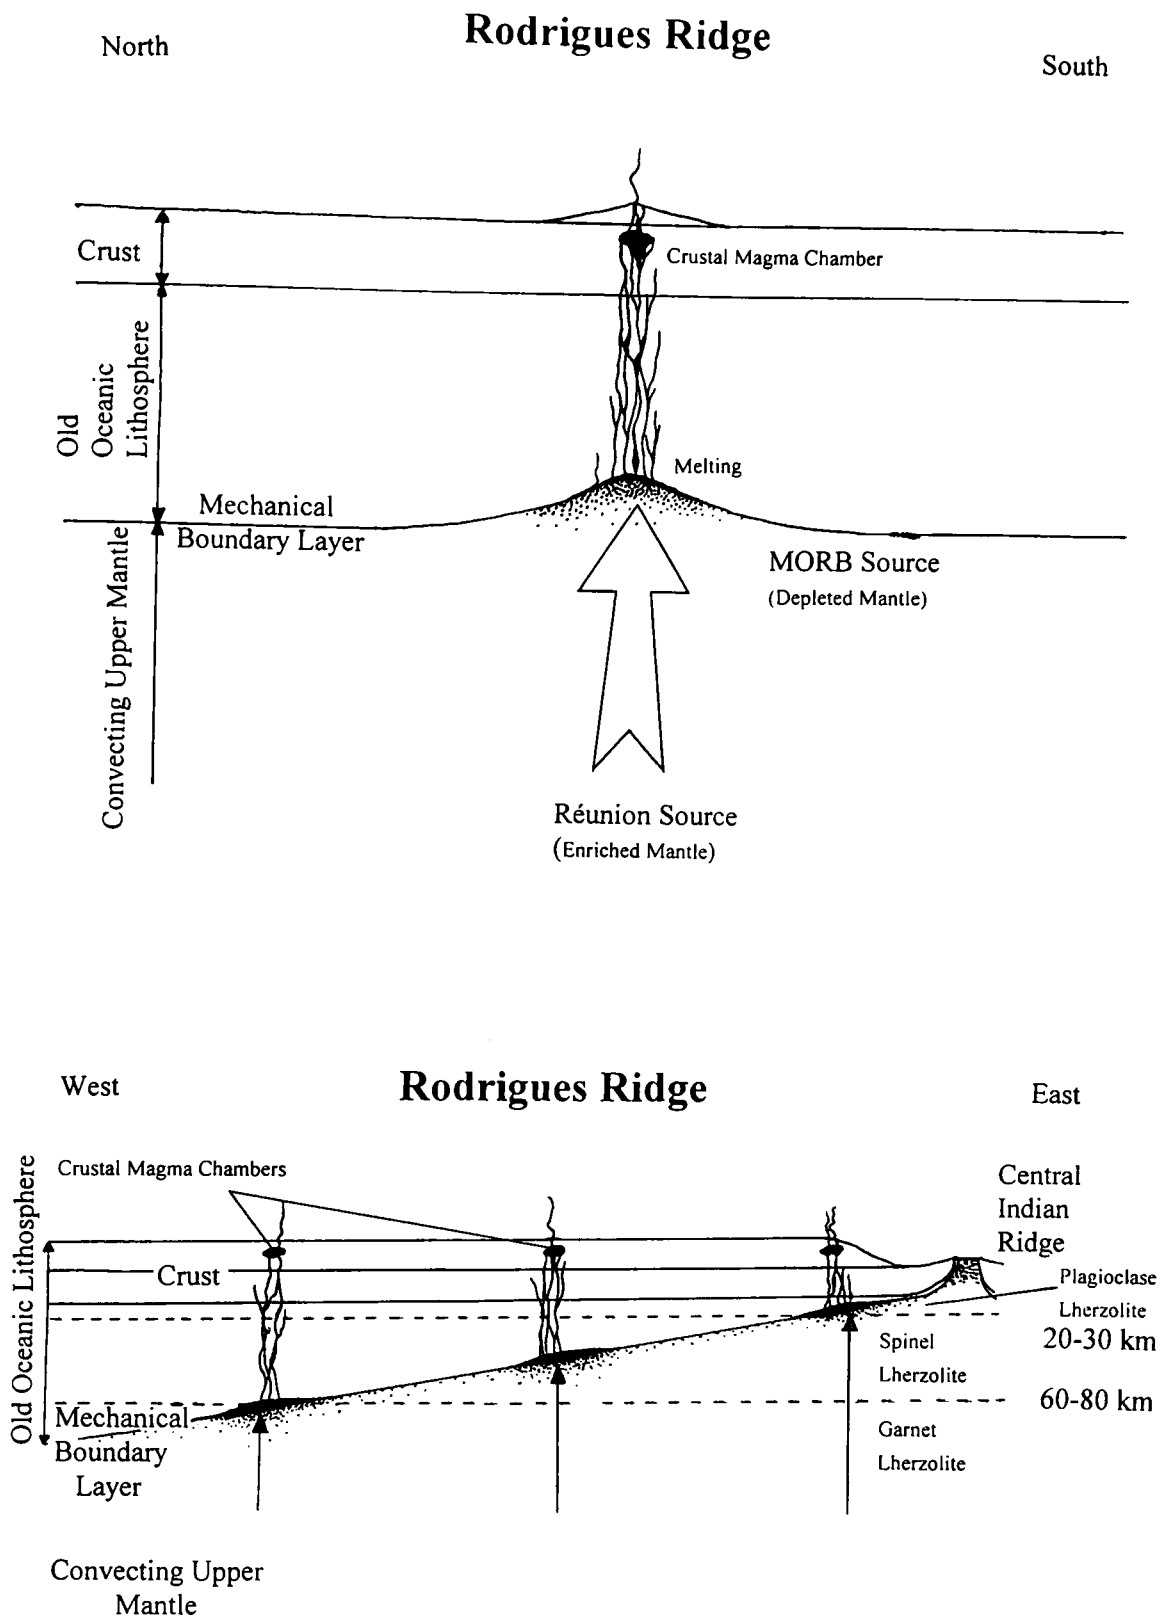 Rodrigues Ridge
North
South
Crust
Crustal Magma Chamber
Old
Oceanic
Lithosphere
Melting
Mechanical
Boundary Layer
Convecting Upper Mantle
MORB Source
(Depleted Mantle)
Réunion Source
(Enriched Mantle)
West
Rodrigues Ridge
East
Crustal Magma Chambers
Central
Indian
Ridge
Old Oceanic Lithosphere
Crust
Plagioclase
Lherzolite
20-30 km
Spinel
Lherzolite
60-80 km
Mechanical
Boundary
Layer
Garnet
Lherzolite
Convecting Upper
Mantle